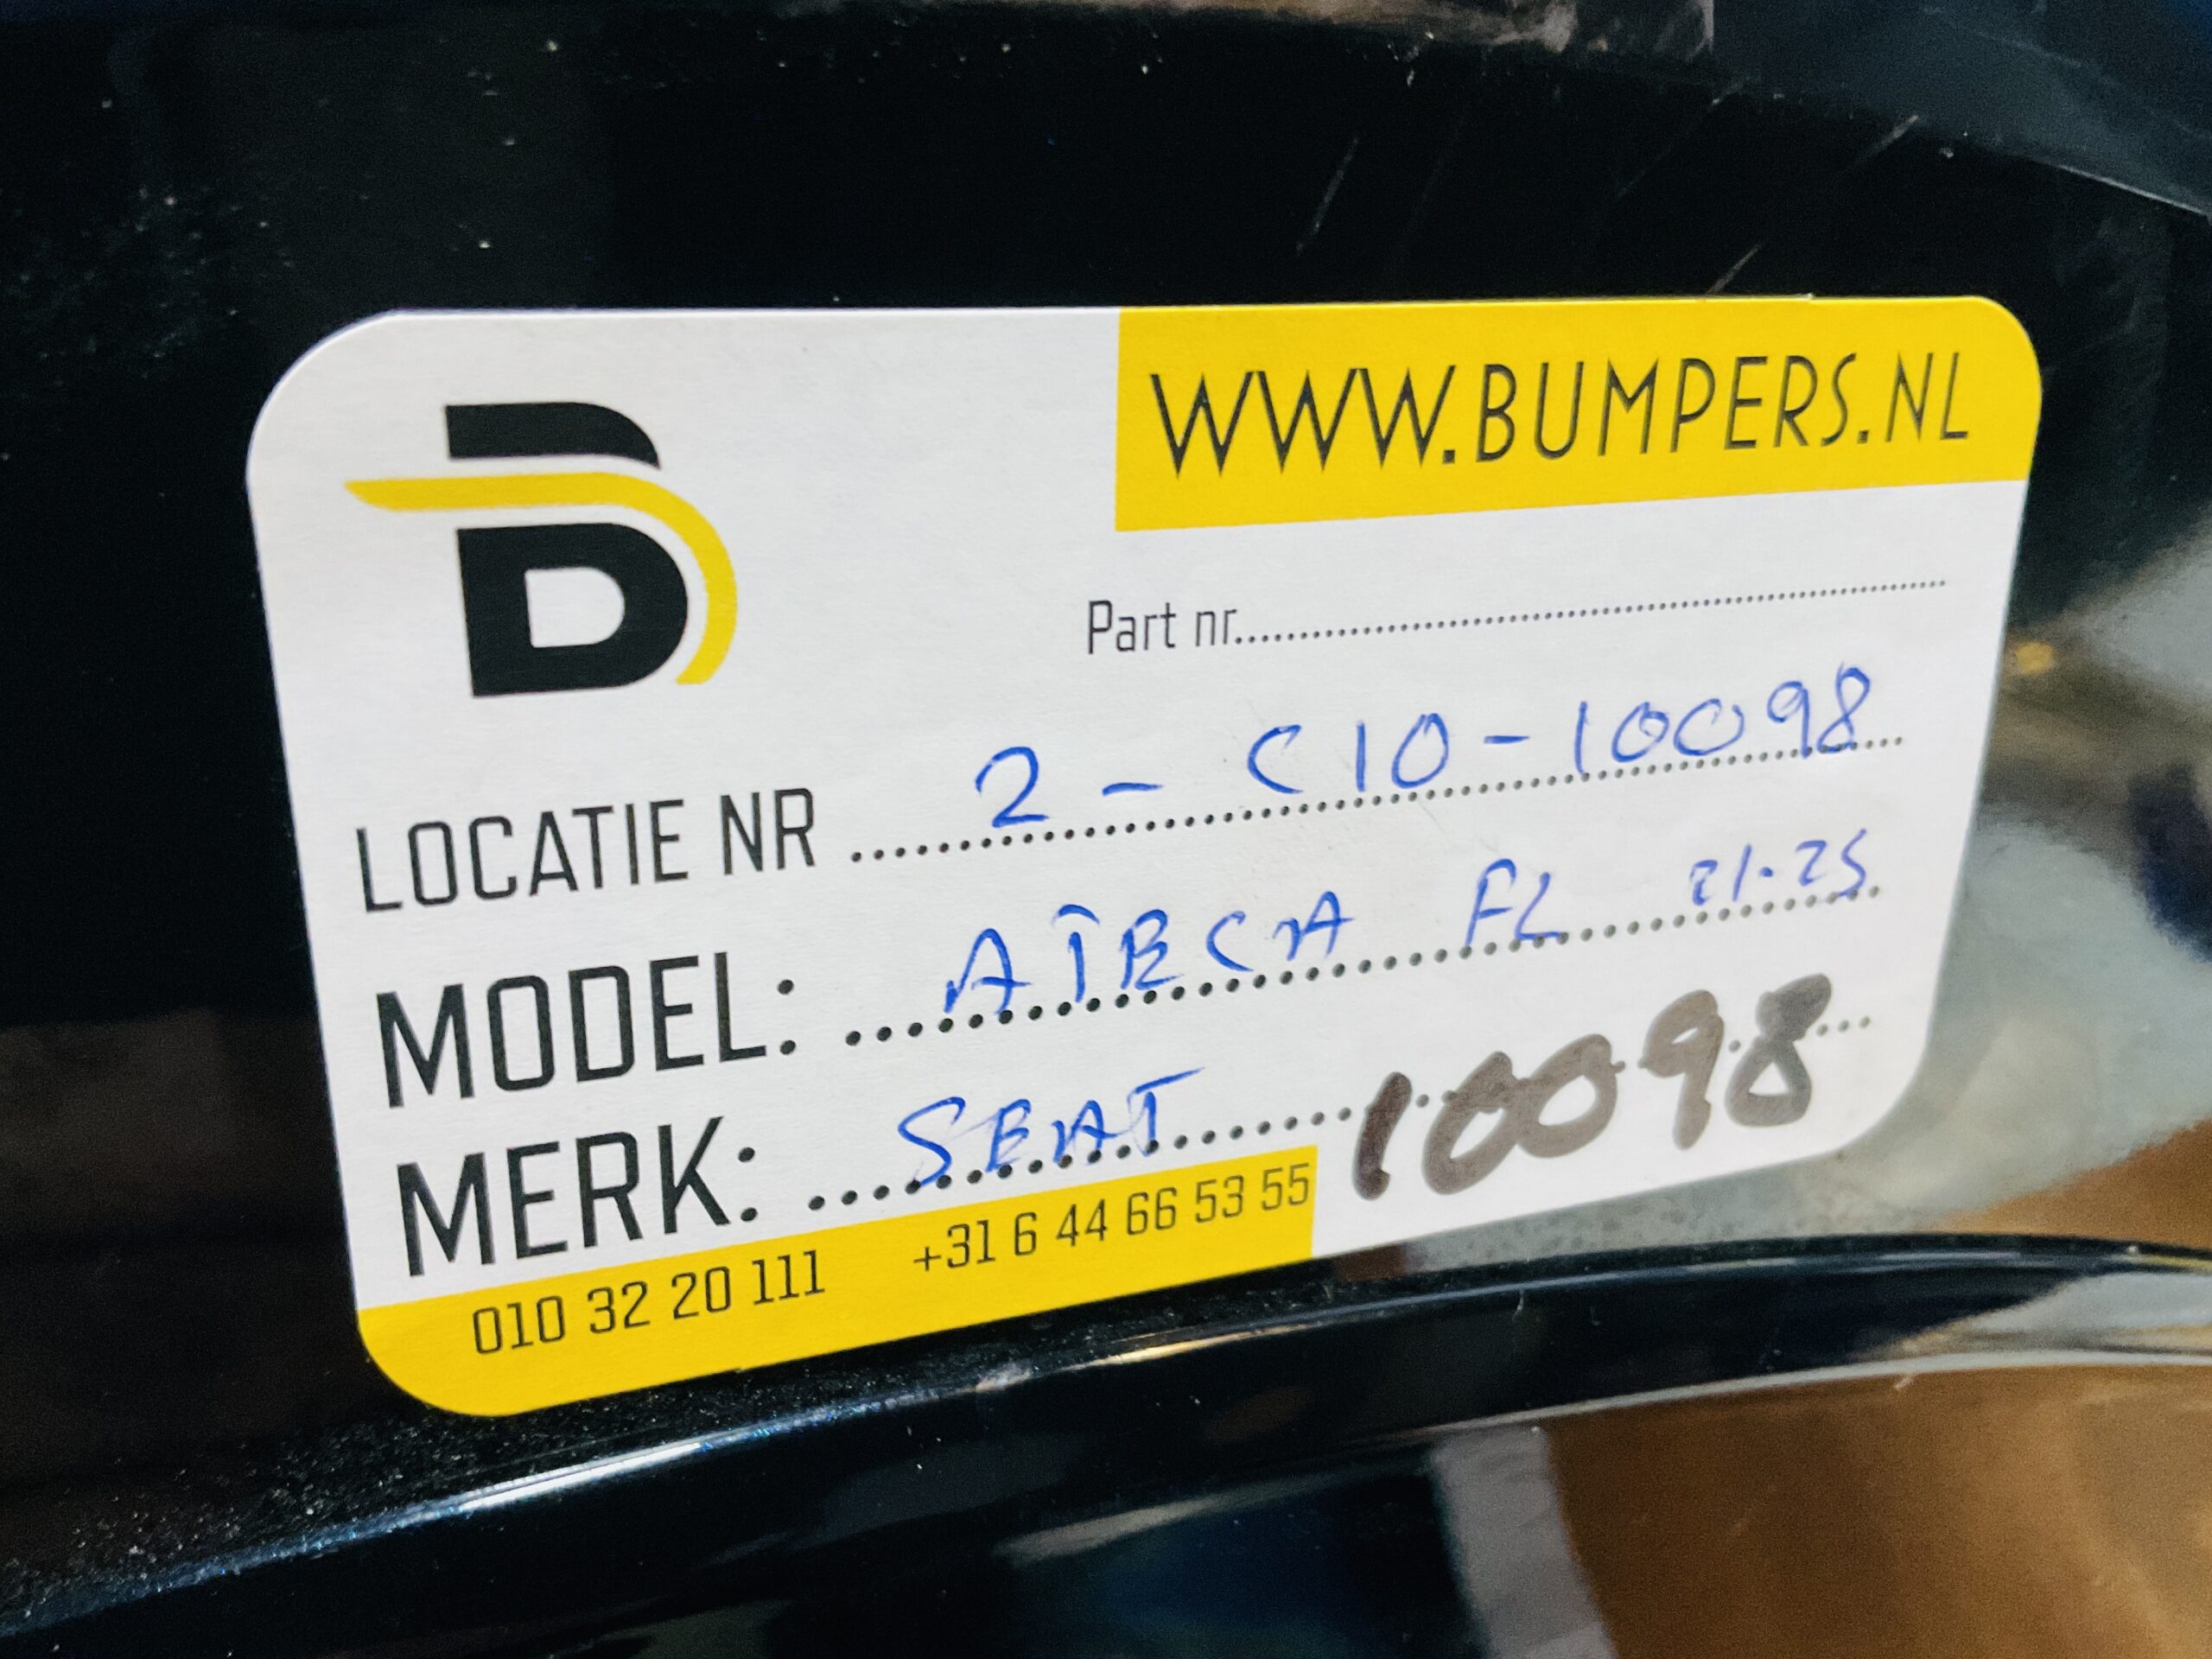 B
WWW.BUMPERS.NL
Part nr..............................
LOCATIE NR 2 - C10-10098
MODEL: ATECA FL 21-25
MERK: SEAT 10098
010 32 20 111 +31 6 44 66 53 55